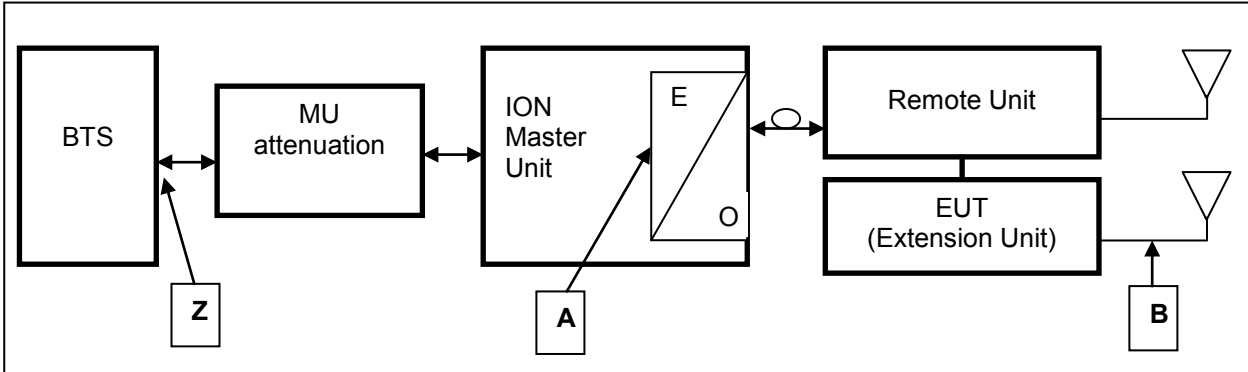 BTS
MU
attenuation
ION
Master
Unit
E
O
Remote Unit
EUT
(Extension Unit)
Z
A
B